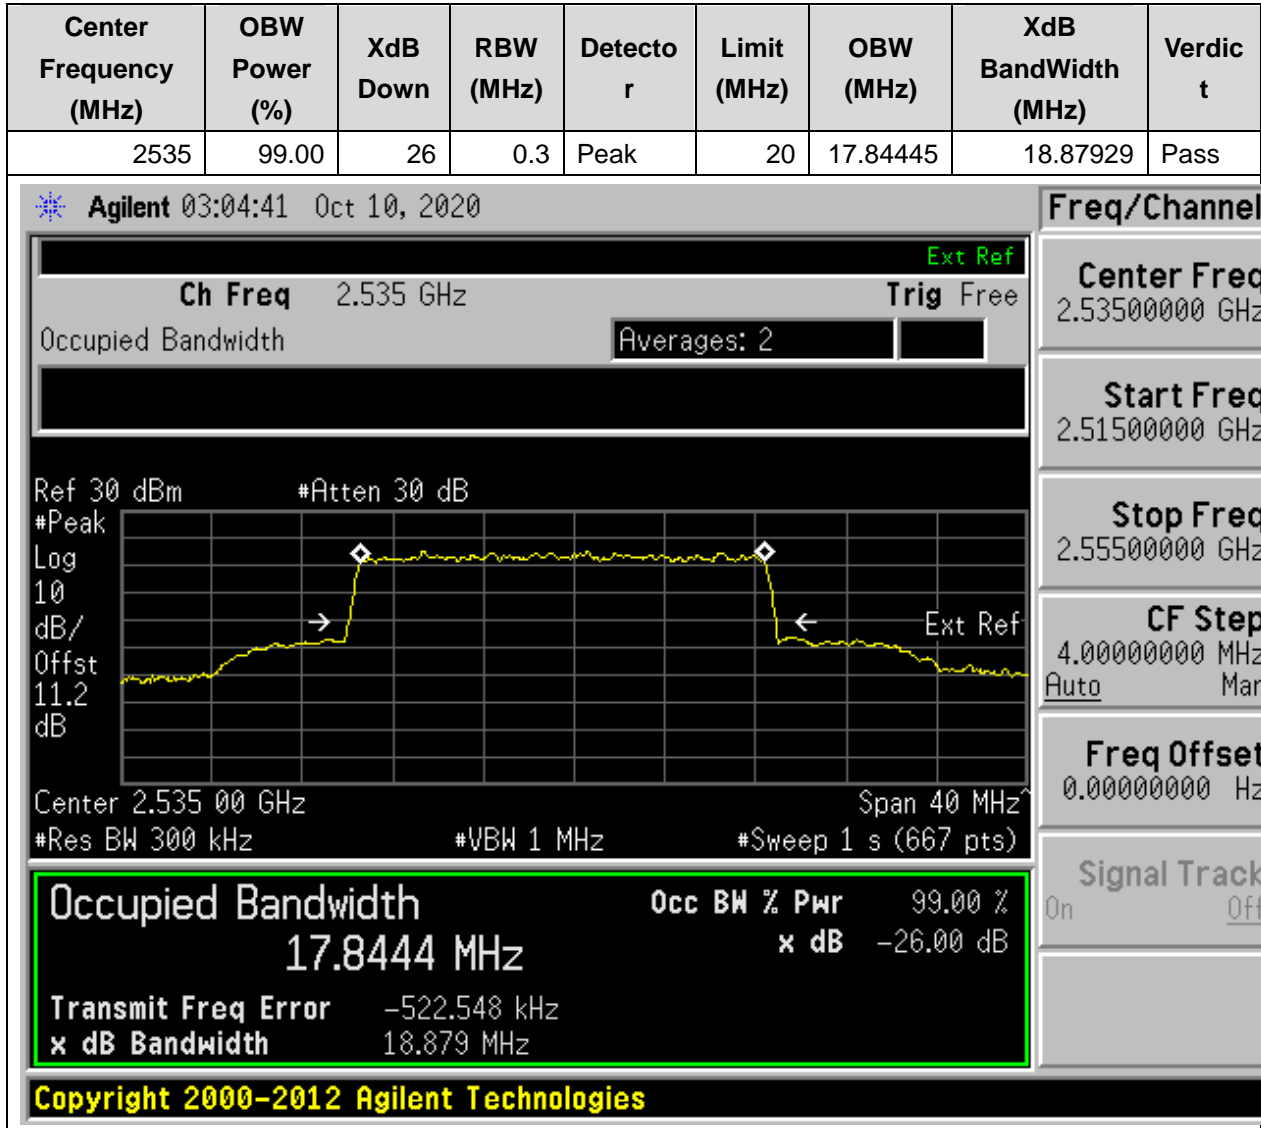 Center Frequency (MHz) OBW Power (%) XdB Down RBW (MHz) Detector Limit (MHz) OBW (MHz) XdB BandWidth (MHz) Verdict
2535 99.00 26 0.3 Peak 20 17.84445 18.87929 Pass
Agilent 03:04:41 Oct 10, 2020
Freq/Channel
Ext Ref
Ch Freq 2.535 GHz Trig Free
Occupied Bandwidth Averages: 2
Center Freq
2.53500000 GHz
Start Freq
2.51500000 GHz
Stop Freq
2.55500000 GHz
CF Step
4.00000000 MHz
Auto Man
Freq Offset
0.00000000 Hz
Signal Track
On Off
Ref 30 dBm #Atten 30 dB
#Peak
Log
10
dB/
Offst
11.2
dB
Ext Ref
Center 2.535 00 GHz Span 40 MHz^
#Res BW 300 kHz #VBW 1 MHz #Sweep 1 s (667 pts)
Occupied Bandwidth Occ BW % Pwr 99.00 %
17.8444 MHz x dB -26.00 dB
Transmit Freq Error -522.548 kHz
x dB Bandwidth 18.879 MHz
Copyright 2000-2012 Agilent Technologies